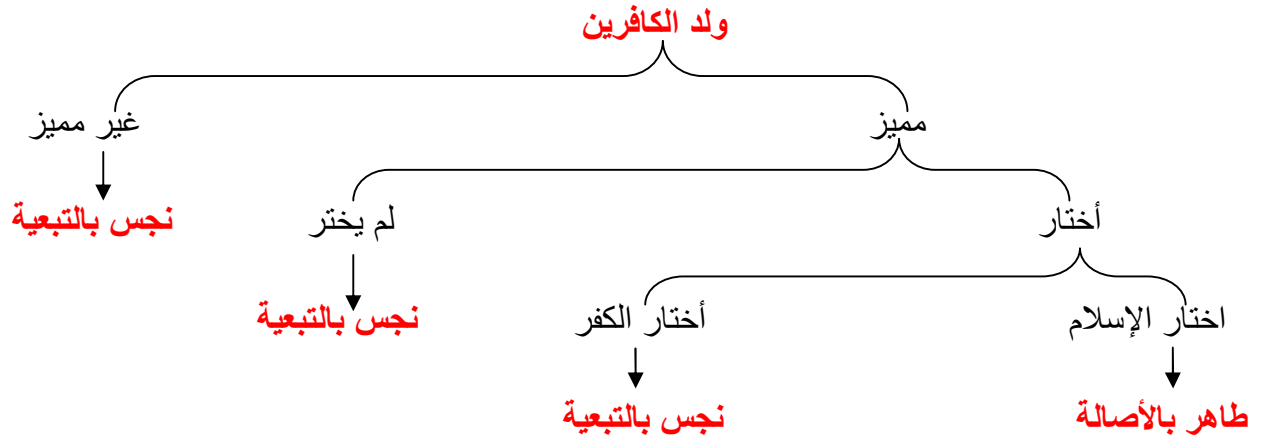 ولد الكافرين
مميز
غير مميز
أختار
لم يختر
نجس بالتبعية
اختار الإسلام
أختار الكفر
نجس بالتبعية
طاهر بالأصالة
نجس بالتبعية